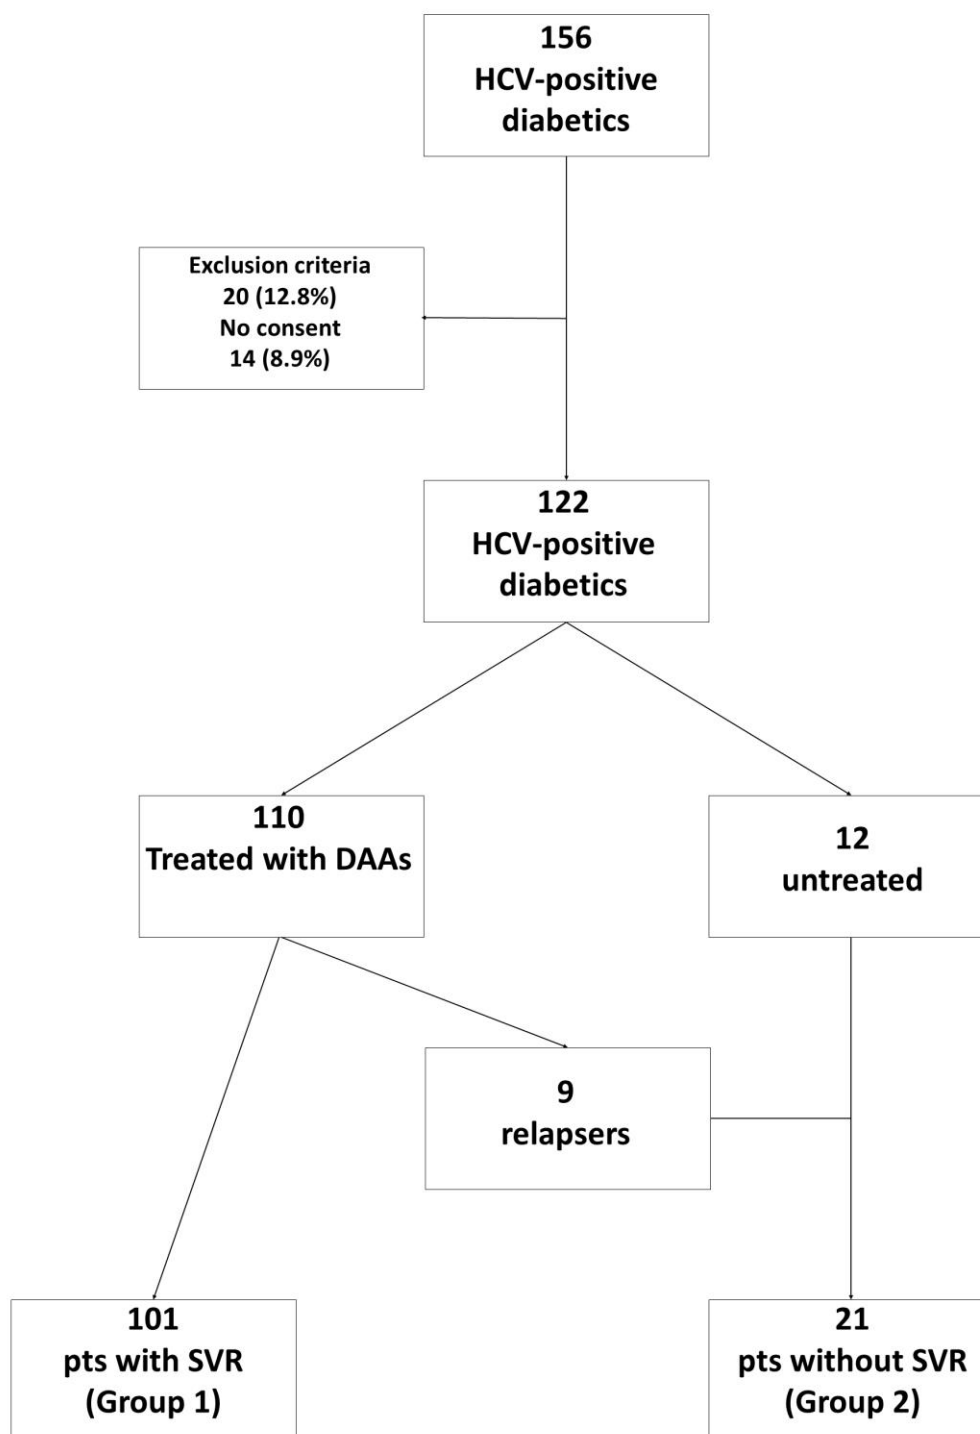 156
HCV-positive
diabetics
Exclusion criteria
20 (12.8%)
No consent
14 (8.9%)
122
HCV-positive
diabetics
110
Treated with DAAs
12
untreated
9
relapsers
101
pts with SVR
(Group 1)
21
pts without SVR
(Group 2)